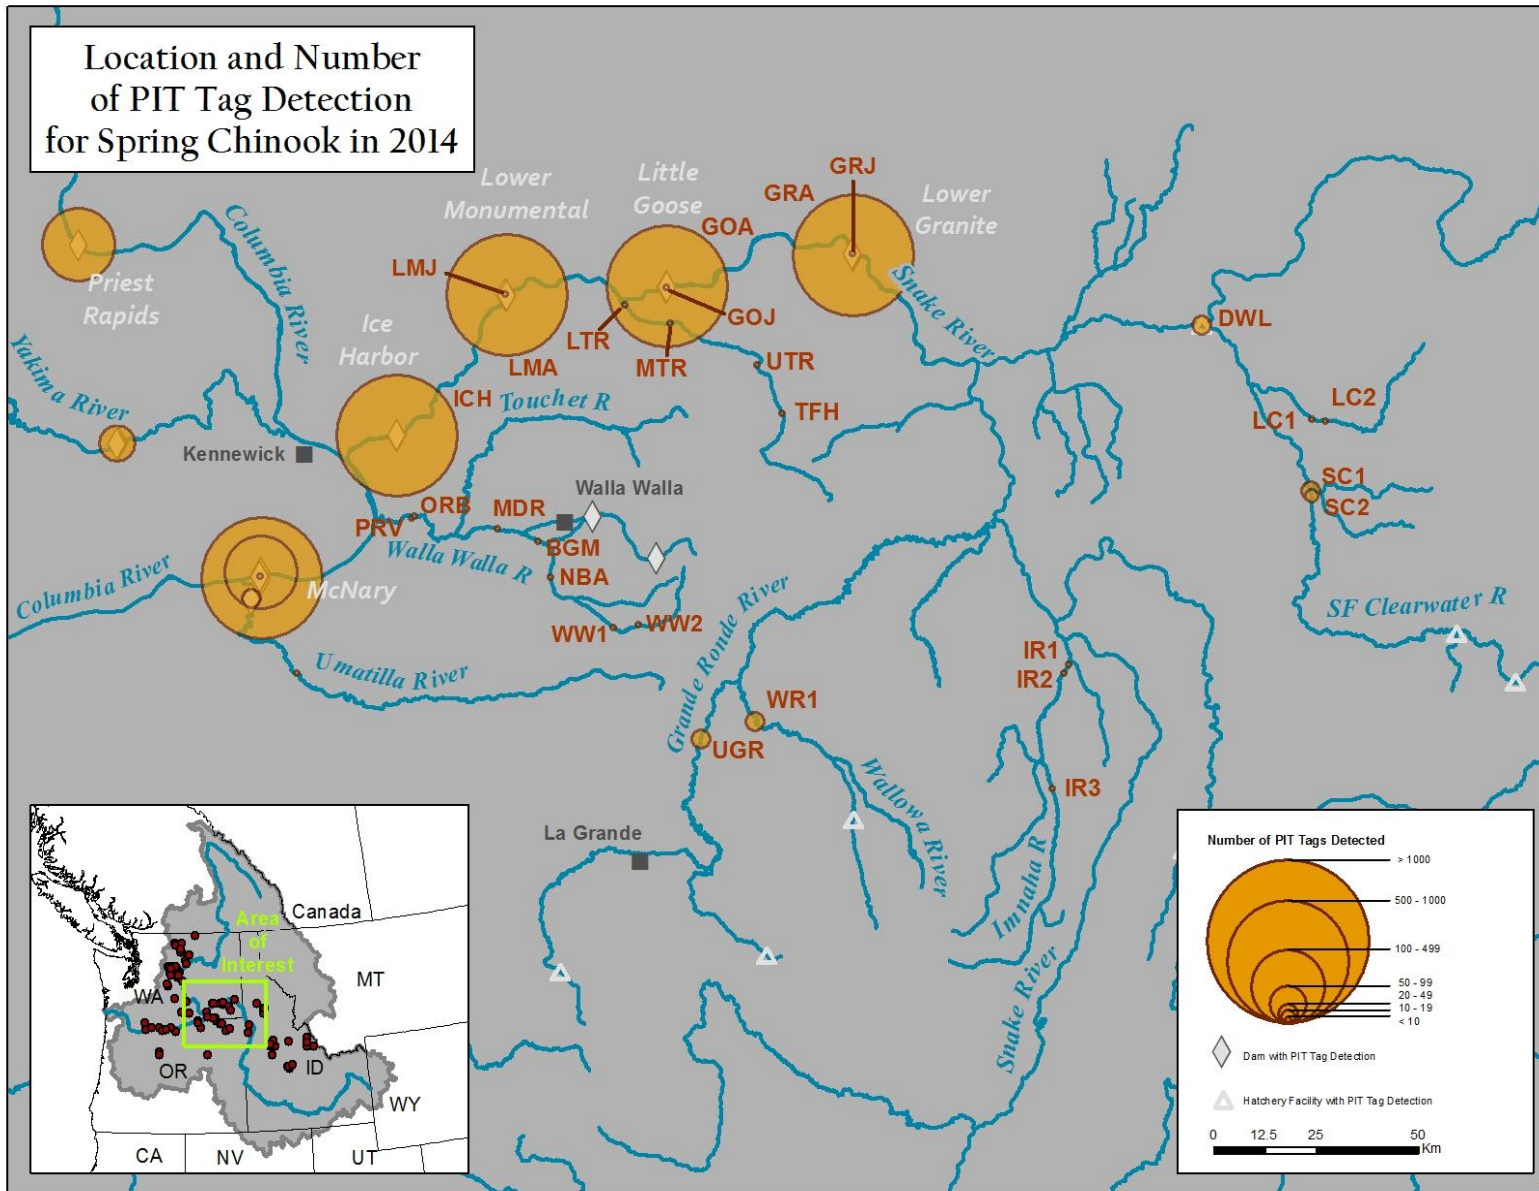 Location and Number
of PIT Tag Detection
for Spring Chinook in 2014
Priest
Rapids
Columbia River
Yakima River
Kennewick
Ice
Harbor
ICH
Lower
Monumental
LMJ
LMA
Little
Goose
GOA
GOJ
LTR
MTR
UTR
TFH
GRA
GRJ
Lower
Granite
Snake River
DWL
LC1
LC2
SC1
SC2
SF Clearwater R
Touchet R
Walla Walla
PRV
ORB
MDR
BGM
NBA
WW1
WW2
Walla Walla R
McNary
Columbia River
Umatilla River
Grande Ronde River
WR1
UGR
Wallowa River
La Grande
IR1
IR2
IR3
Imnaha R
Snake River
Canada
Area
of
Interest
WA
MT
OR
ID
WY
CA
NV
UT
Number of PIT Tags Detected
> 1000
500 - 1000
100 - 499
50 - 99
20 - 49
10 - 19
< 10
Dam with PIT Tag Detection
Hatchery Facility with PIT Tag Detection
0 12.5 25 50
Km